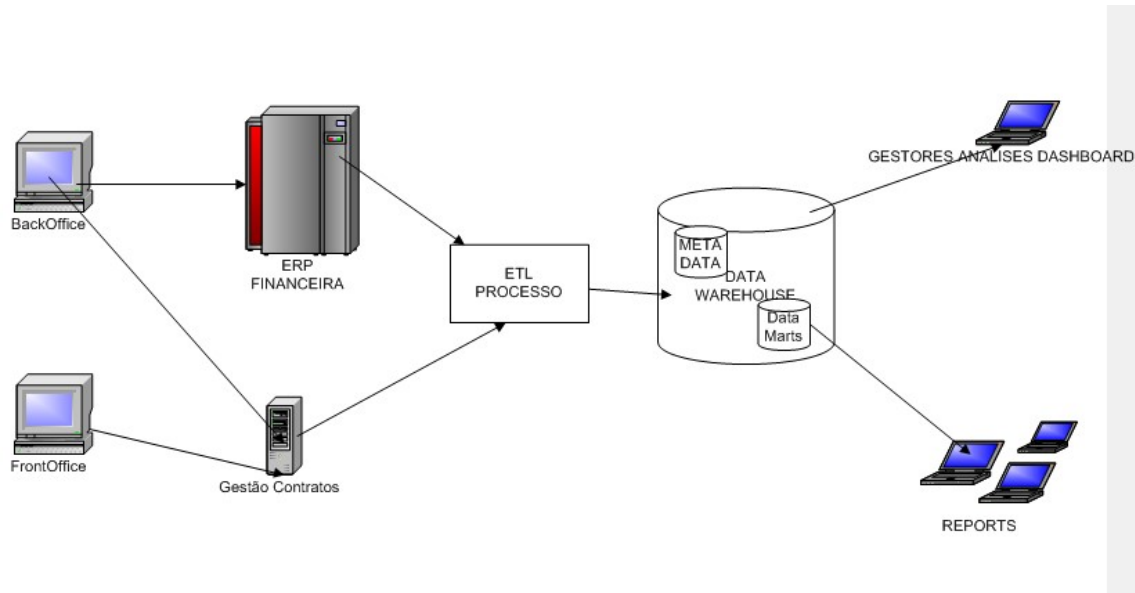 GESTORES ANALISES DASHBOARD
BackOffice
ERP
FINANCEIRA
ETL
PROCESSO
META
DATA
DATA
WAREHOUSE
Data
Marts
FrontOffice
Gestão Contratos
REPORTS